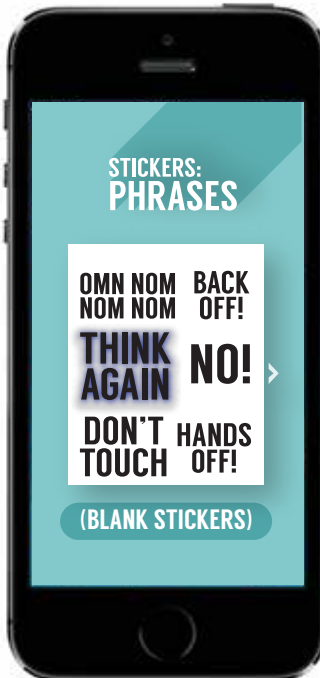 STICKERS:
PHRASES
OMN NOM
NOM NOM
BACK
OFF!
THINK
AGAIN
NO!
DON'T
TOUCH
HANDS
OFF!
(BLANK STICKERS)